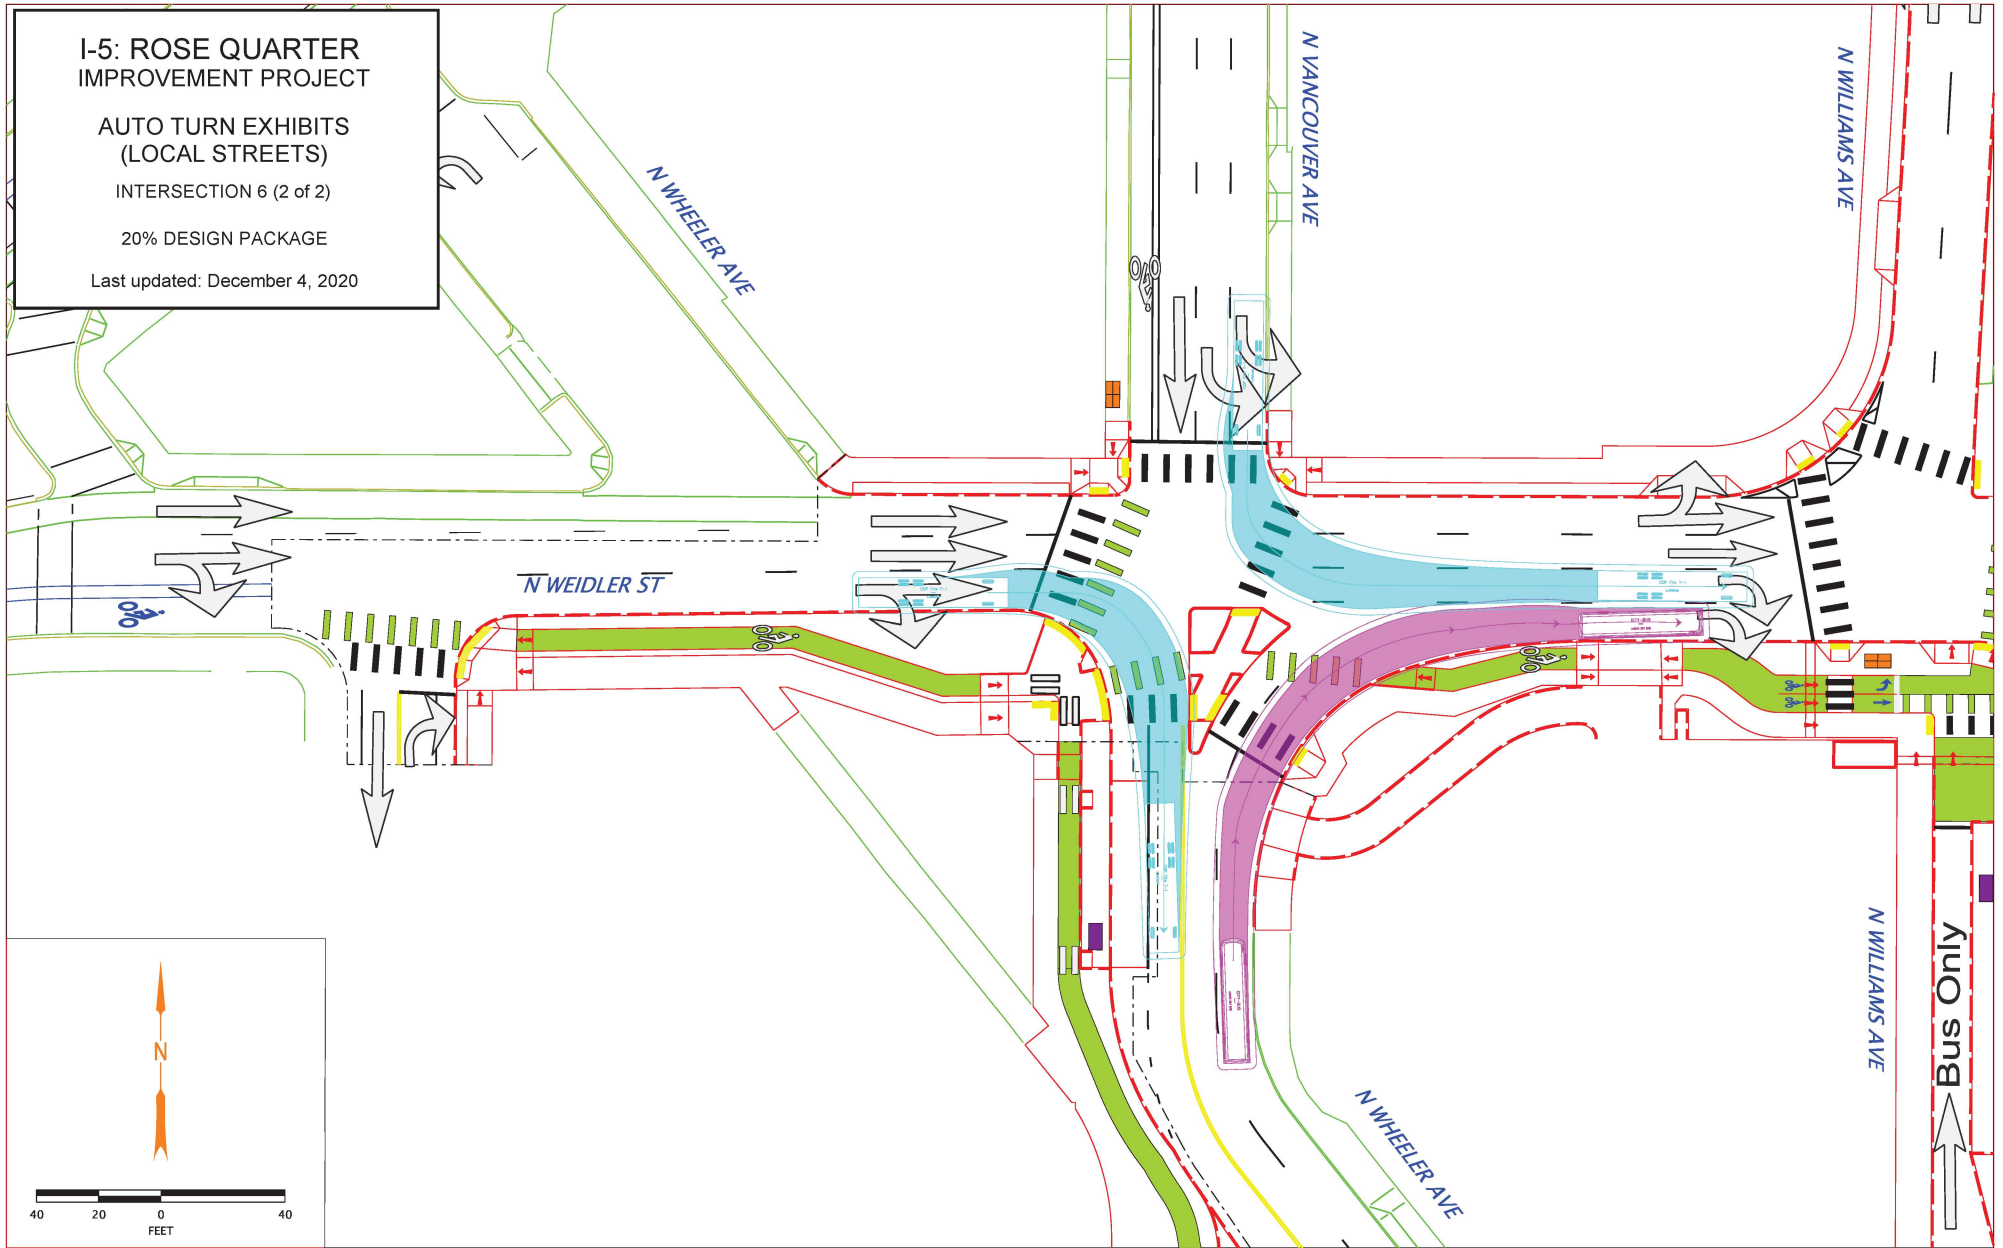 I-5: ROSE QUARTER
IMPROVEMENT PROJECT
AUTO TURN EXHIBITS
(LOCAL STREETS)
INTERSECTION 6 (2 of 2)
20% DESIGN PACKAGE
Last updated: December 4, 2020
N WHEELER AVE
N VANCOUVER AVE
N WILLIAMS AVE
N WEIDLER ST
N WILLIAMS AVE
Bus Only
N WHEELER AVE
N
40 20 0 40
FEET